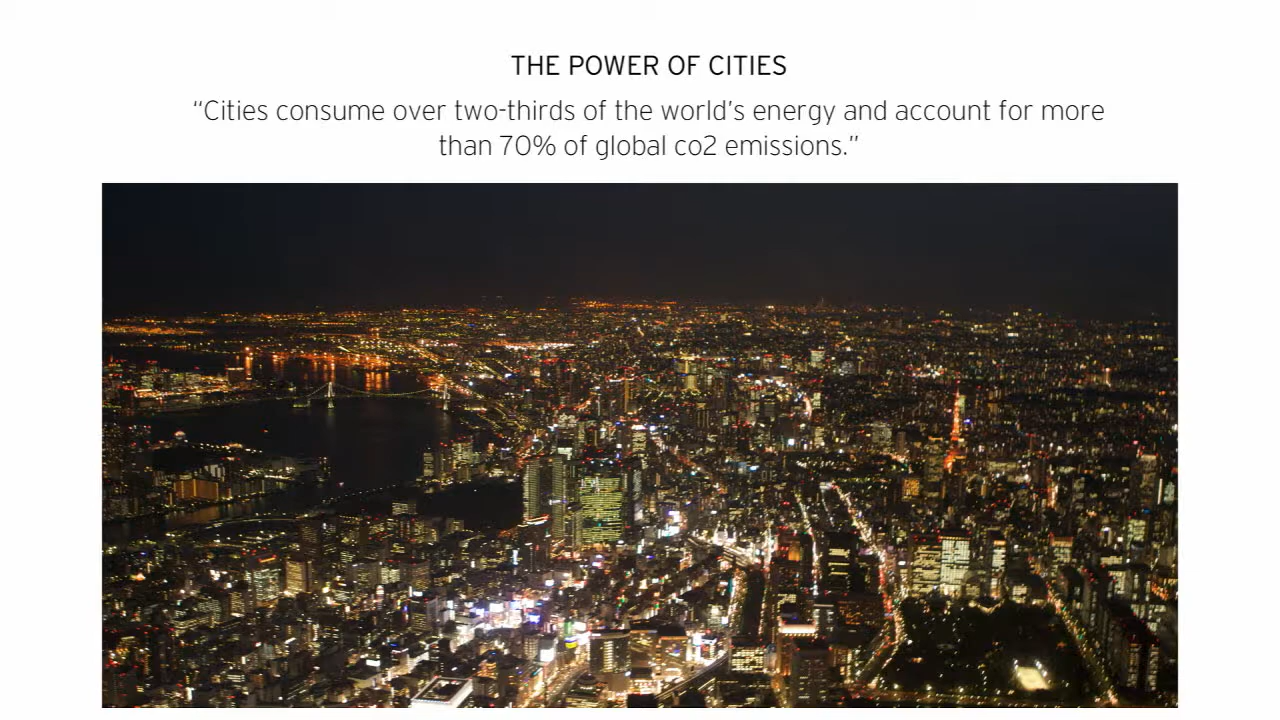 THE POWER OF CITIES
“Cities consume over two-thirds of the world’s energy and account for more
than 70% of global co2 emissions.”